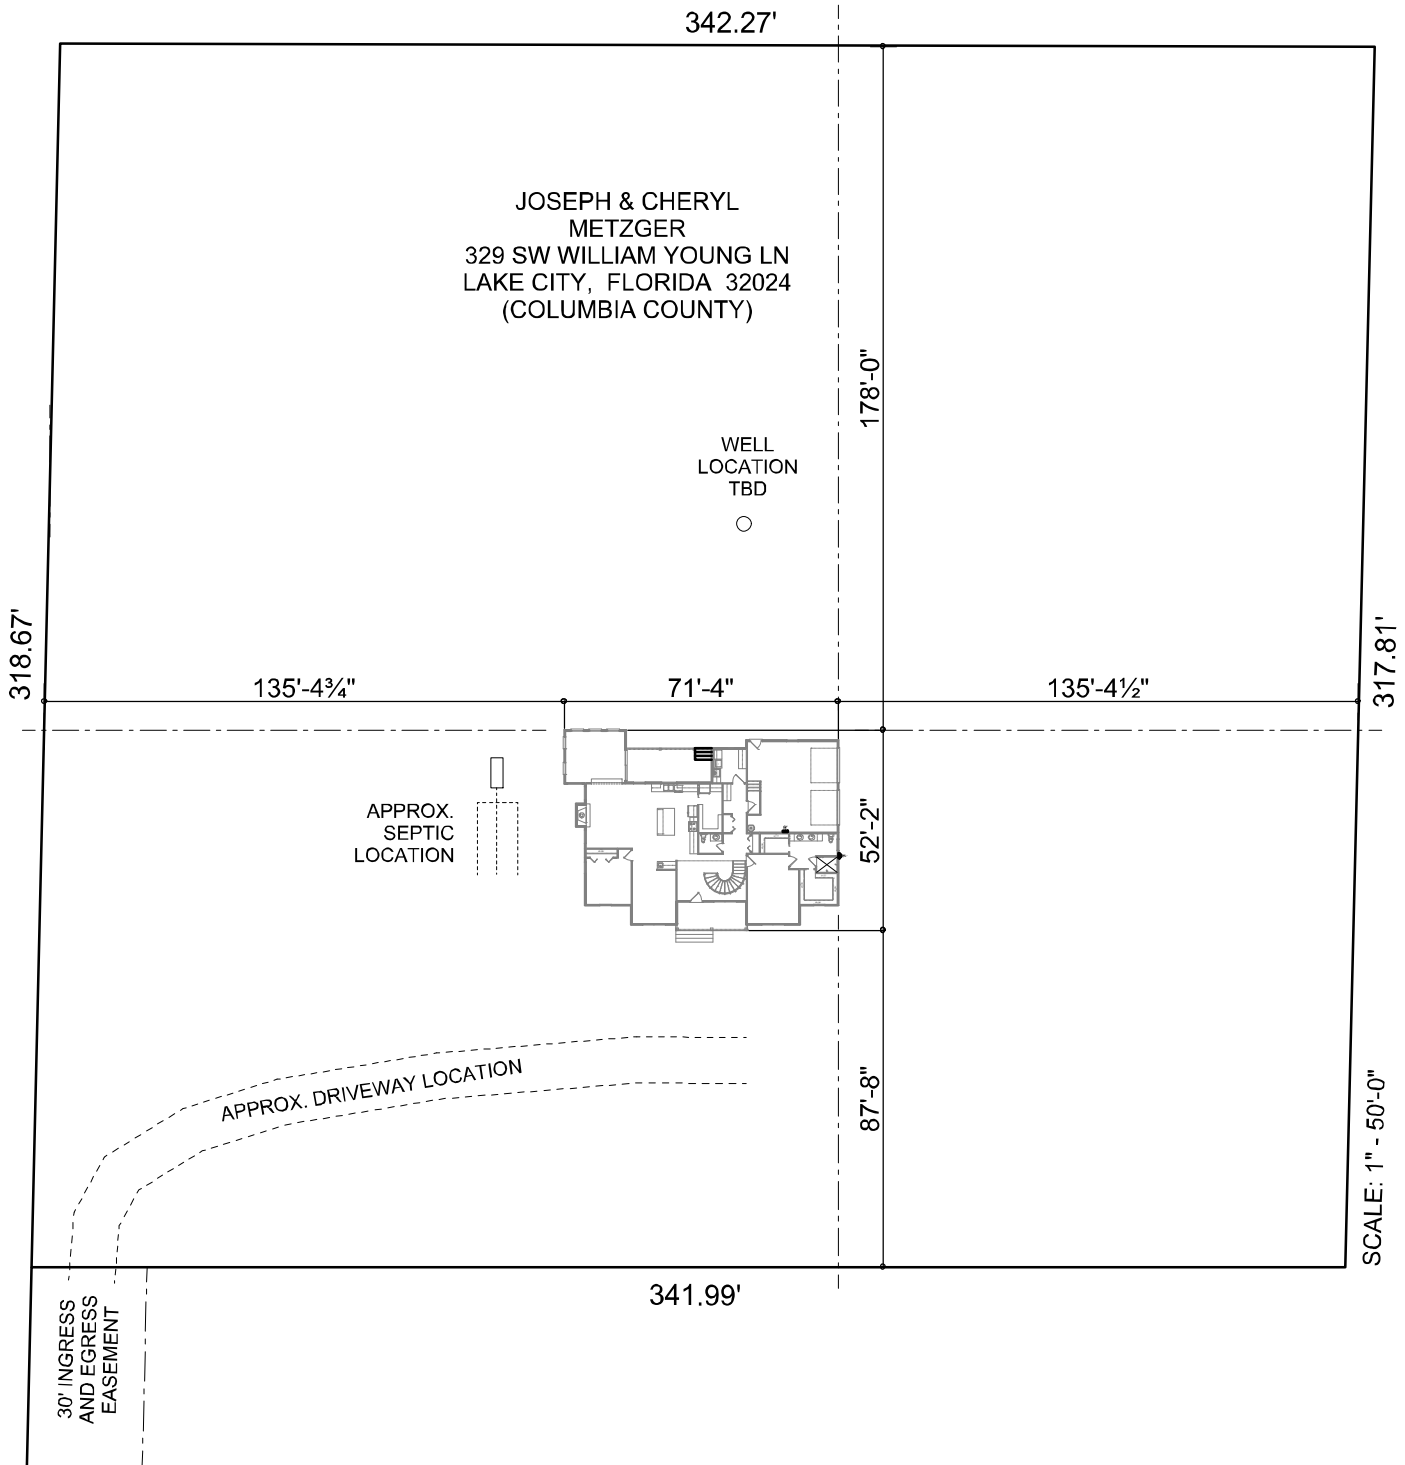 342.27'
JOSEPH & CHERYL
METZGER
329 SW WILLIAM YOUNG LN
LAKE CITY, FLORIDA 32024
(COLUMBIA COUNTY)
178'-0"
WELL
LOCATION
TBD
318.67'
317.81'
135'-4¾"
71'-4"
135'-4½"
APPROX.
SEPTIC
LOCATION
52'-2"
APPROX. DRIVEWAY LOCATION
87'-8"
SCALE: 1" - 50'-0"
341.99'
30' INGRESS
AND EGRESS
EASEMENT